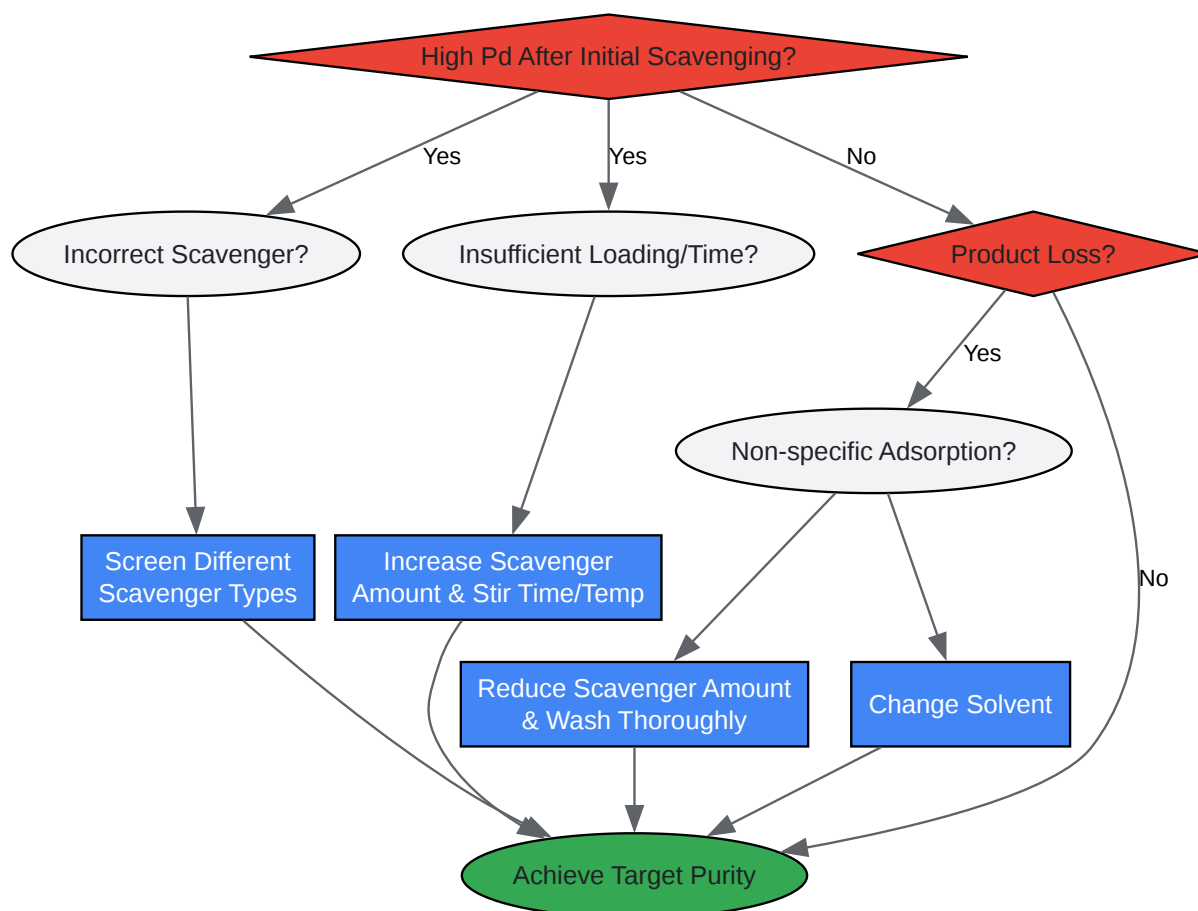 High Pd After Initial Scavenging?
Yes
Yes
No
Incorrect Scavenger?
Insufficient Loading/Time?
Product Loss?
Yes
Non-specific Adsorption?
Screen Different
Scavenger Types
Increase Scavenger
Amount & Stir Time/Temp
No
Reduce Scavenger Amount
& Wash Thoroughly
Change Solvent
Achieve Target Purity